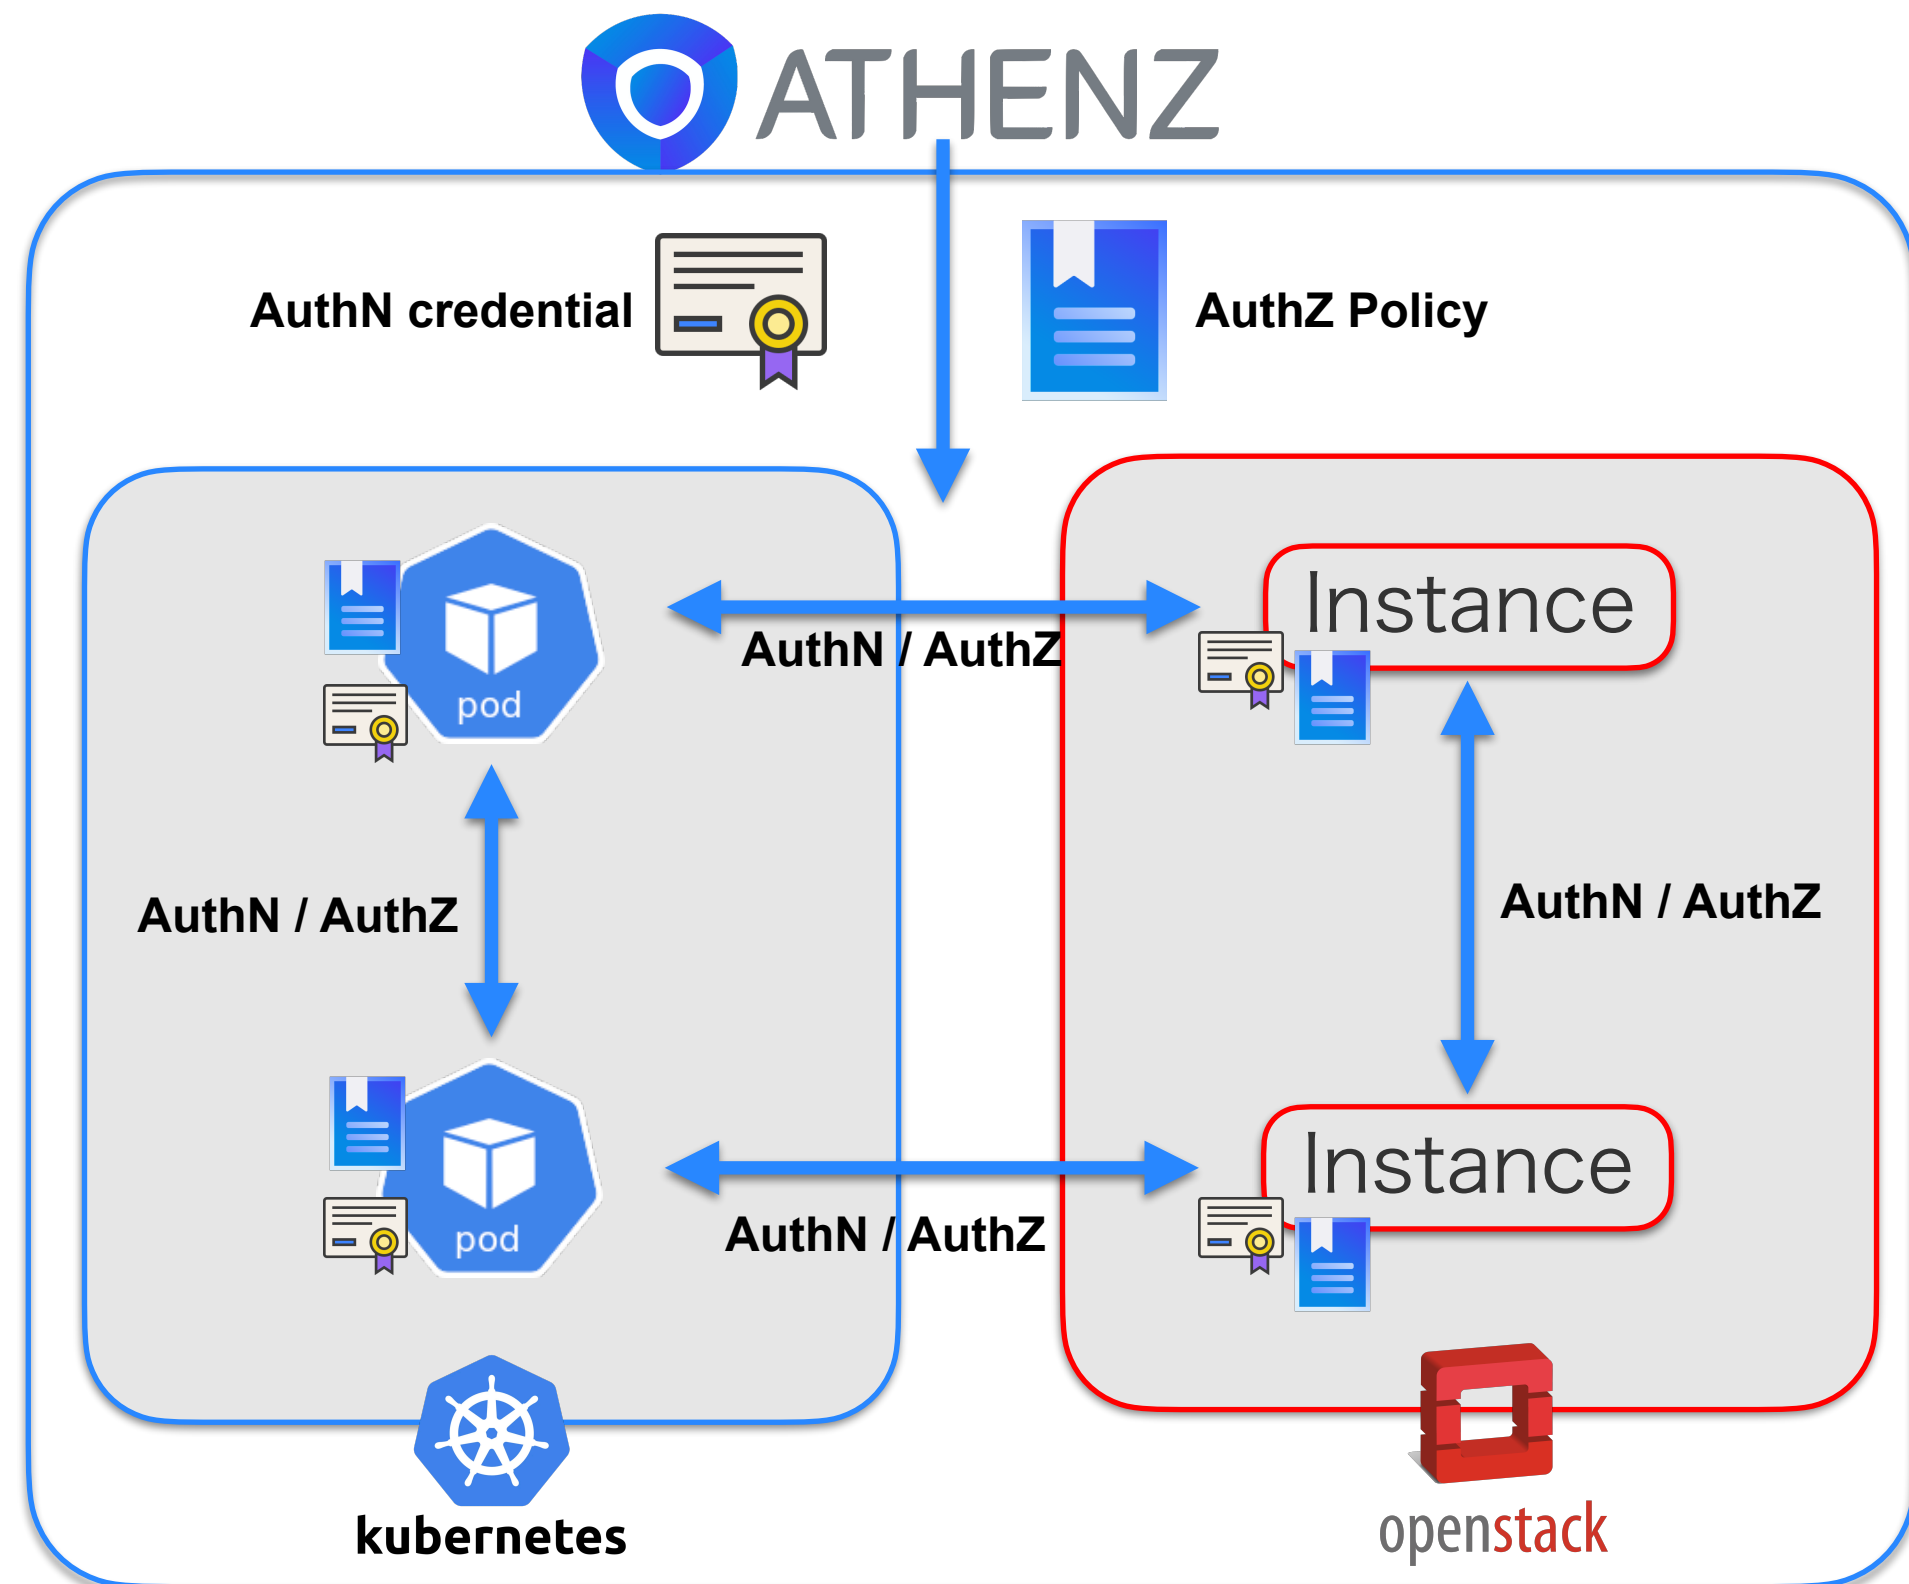 ATHENZ
AuthN credential
AuthZ Policy
Instance
AuthN / AuthZ
pod
AuthN / AuthZ
AuthN / AuthZ
pod
Instance
AuthN / AuthZ
kubernetes
openstack